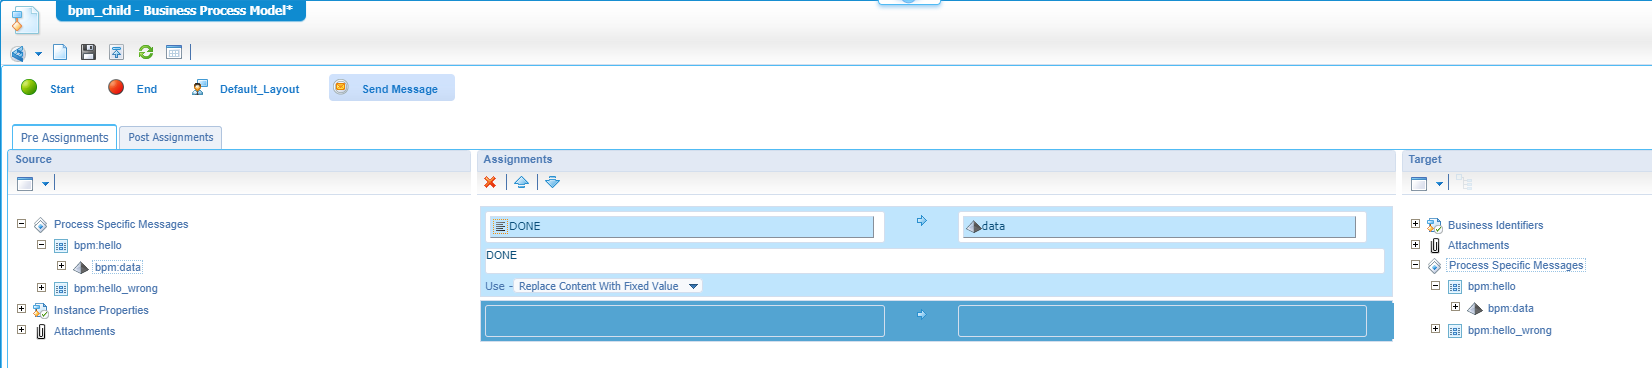 bpm_child - Business Process Model*
Start End Default_Layout Send Message
Pre Assignments Post Assignments
Source
Process Specific Messages
bpm:hello
bpm:data
bpm:hello_wrong
Instance Properties
Attachments
Assignments
DONE data
DONE
Use - Replace Content With Fixed Value
Target
Business Identifiers
Attachments
Process Specific Messages
bpm:hello
bpm:data
bpm:hello_wrong